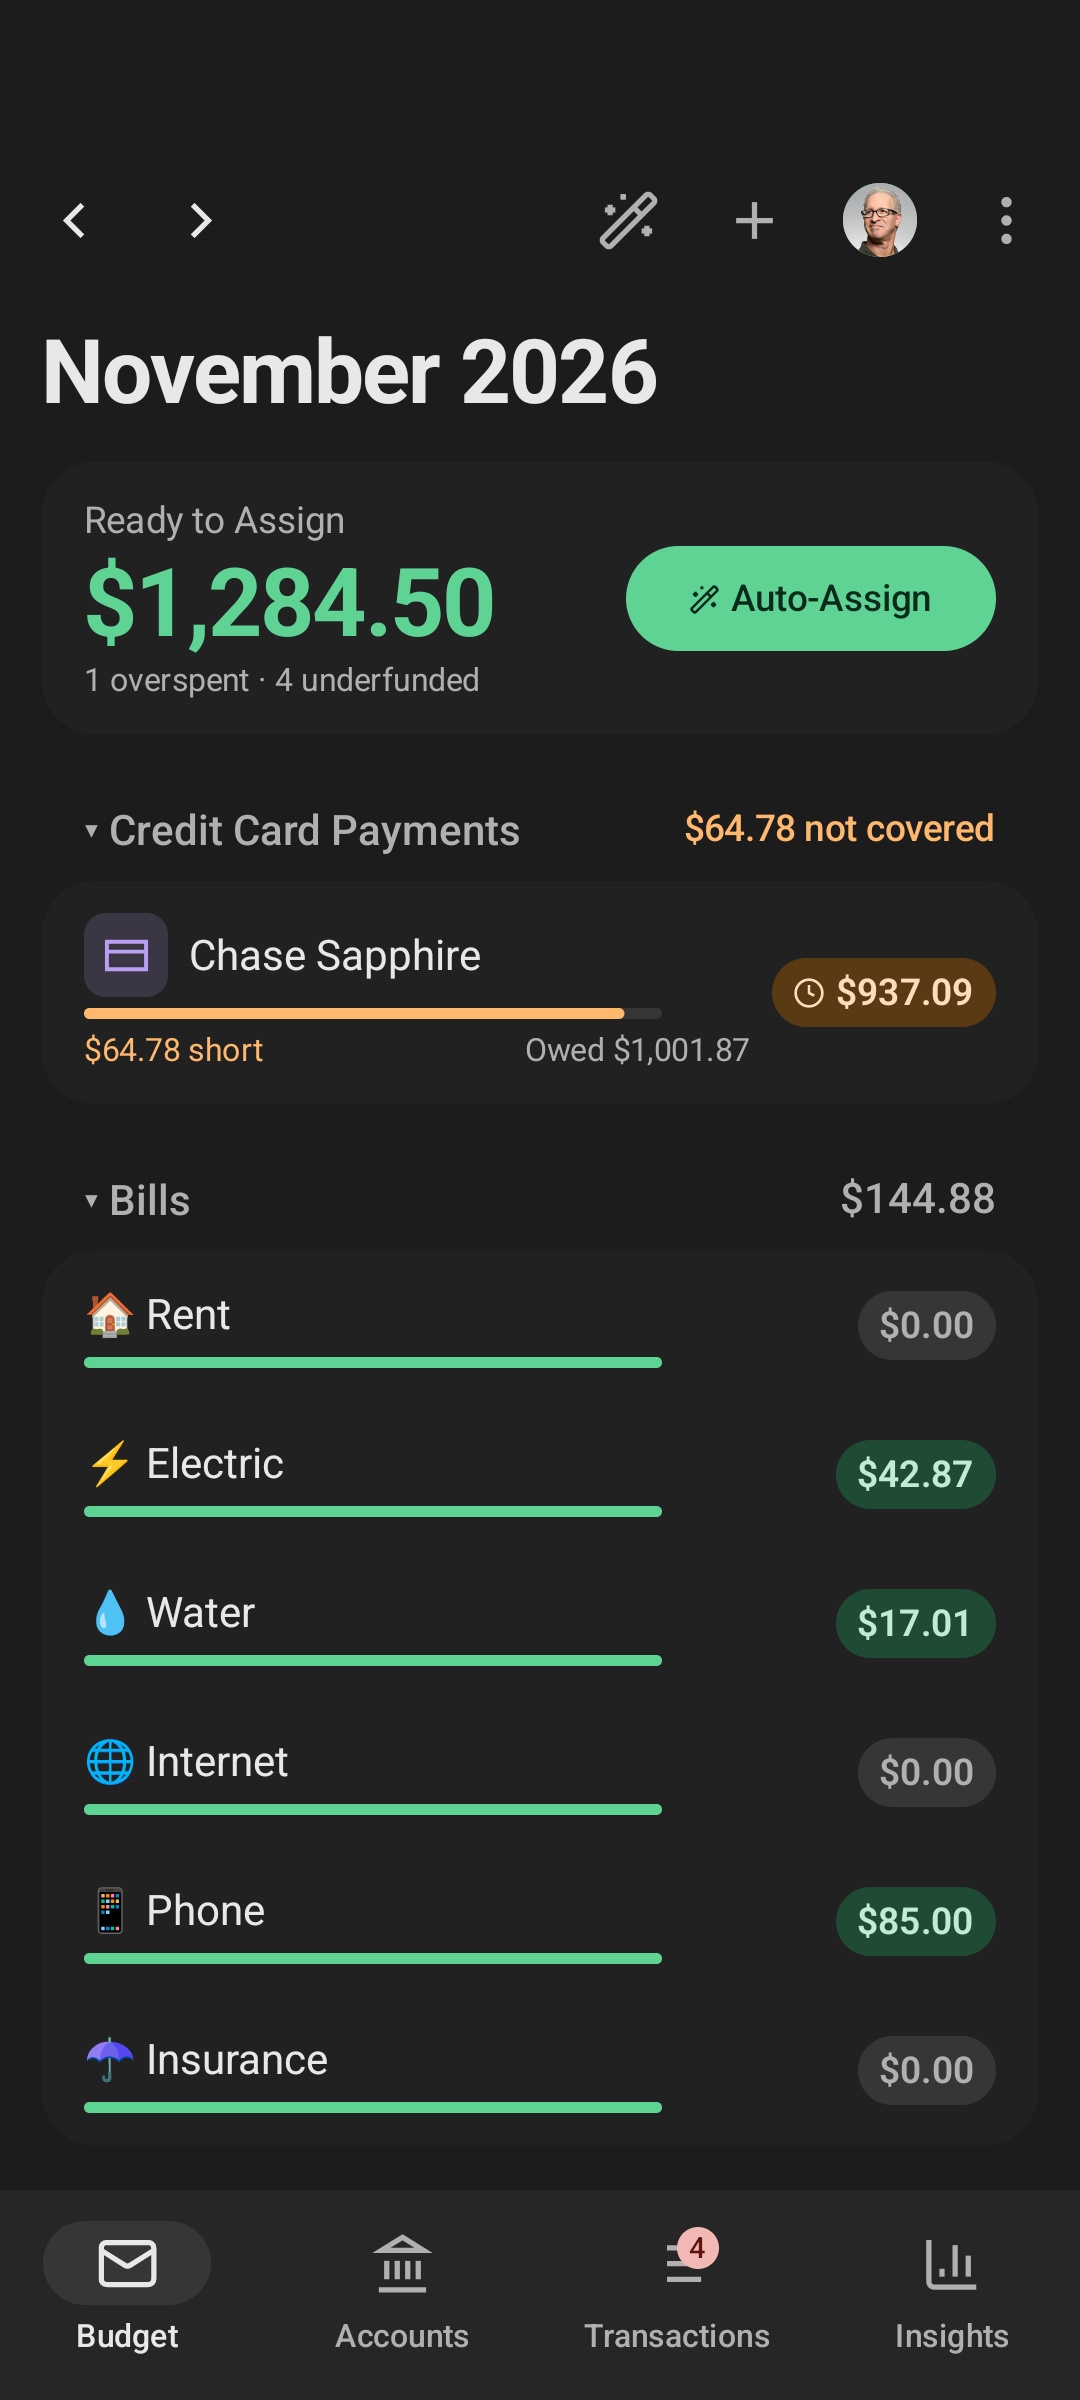 November 2026
Ready to Assign
$1,284.50
Auto-Assign
1 overspent · 4 underfunded
Credit Card Payments
$64.78 not covered
Chase Sapphire
$937.09
$64.78 short
Owed $1,001.87
Bills
$144.88
Rent
$0.00
Electric
$42.87
Water
$17.01
Internet
$0.00
Phone
$85.00
Insurance
$0.00
4
Budget
Accounts
Transactions
Insights